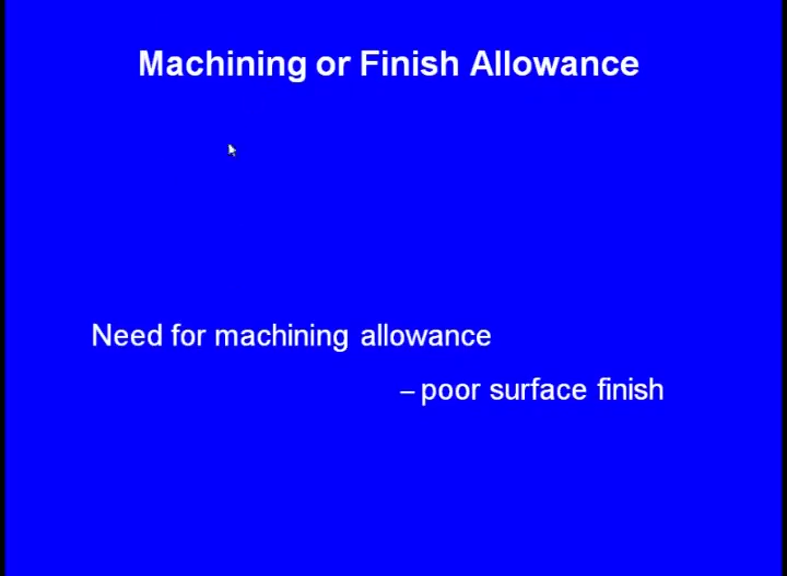 Machining or Finish Allowance
Need for machining allowance
– poor surface finish